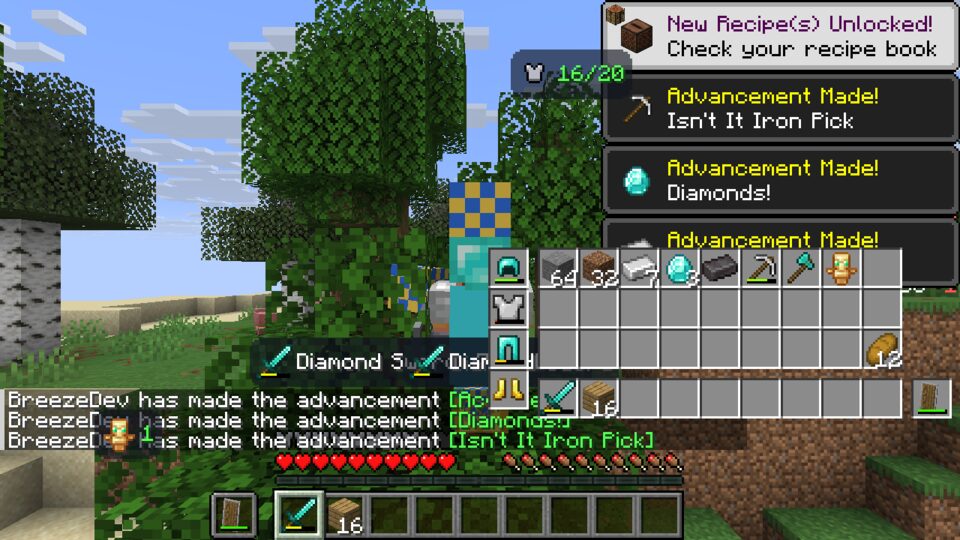 New Recipe(s) Unlocked!
Check your recipe book
16/20
Advancement Made!
Isn't It Iron Pick
Advancement Made!
Diamonds!
Advancement Made!
64 32 7 3
12
Diamond
BreezeDev has made the advancement
16
BreezeDev has made the advancement [Diamonds!]
1
has made the advancement [Isn't It Iron Pick]
16